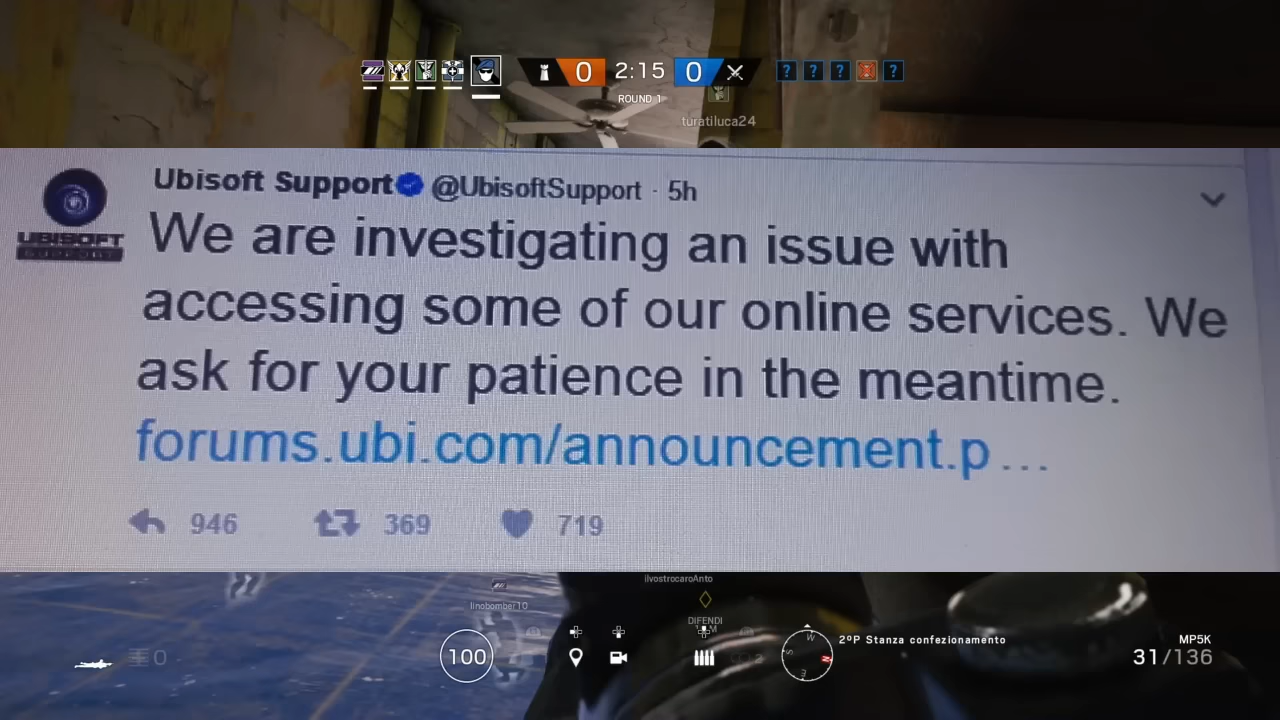 0 2:15 0
ROUND 1
turatiluca24
? ? ? ?
Ubisoft Support @UbisoftSupport · 5h
UBISOFT
SUPPORT
We are investigating an issue with
accessing some of our online services. We
ask for your patience in the meantime.
forums.ubi.com/announcement.p...
946 369 719
ilvostrocaroAnto
linobomber10
DIFENDI
0
100
W
S
N
2°P Stanza confezionamento
MP5K
31/136